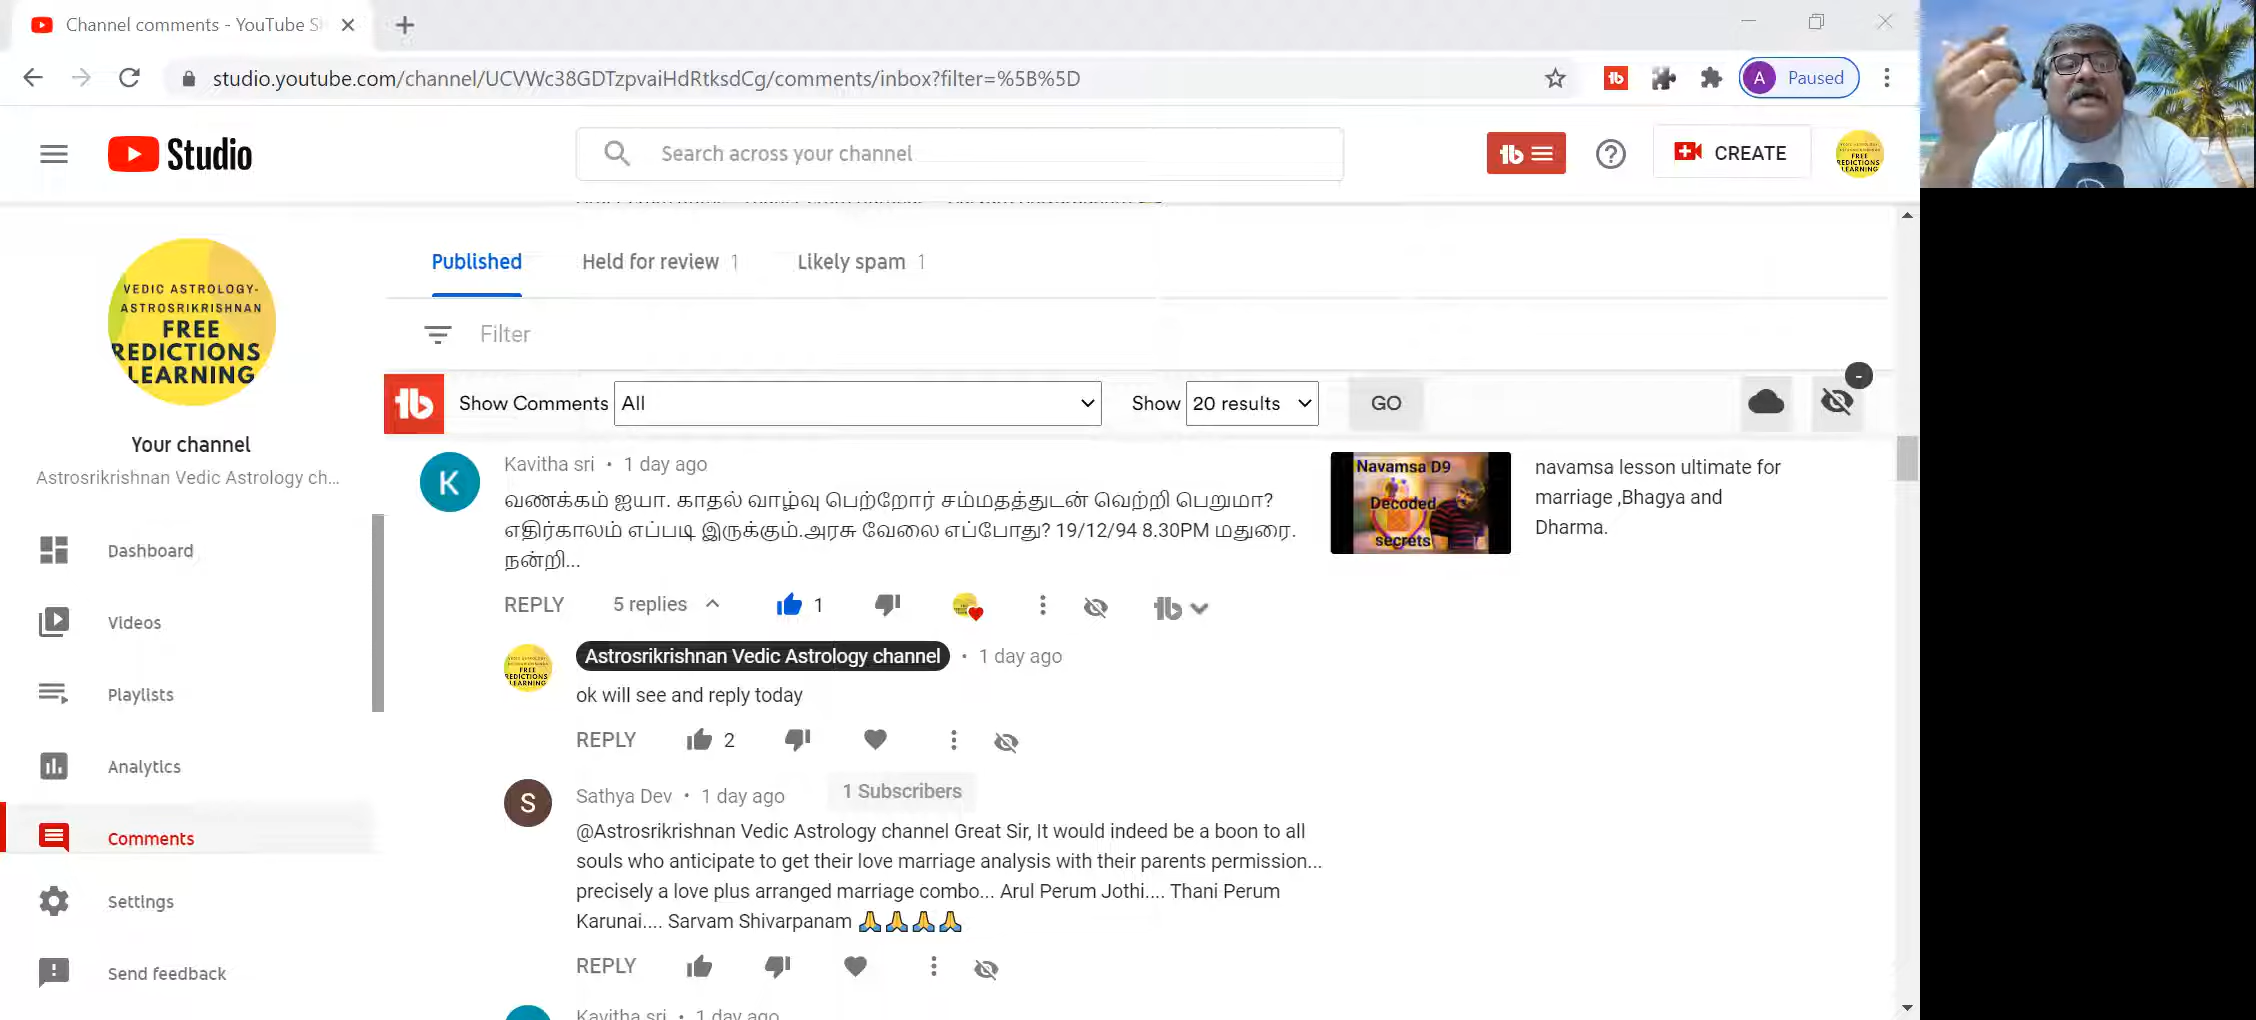 Channel comments - YouTube S
studio.youtube.com/channel/UCVWc38GDTzpvaiHdRtksdCg/comments/inbox?filter=%5B%5D
A Paused
Studio
Search across your channel
CREATE
VEDIC ASTROLOGY-
ASTROSRIKRISHNAN
FREE
REDICTIONS
LEARNING
Your channel
Astrosrikrishnan Vedic Astrology ch...
Dashboard
Videos
Playlists
Analytics
Comments
Settings
Send feedback
Published
Held for review 1
Likely spam 1
Filter
Show Comments All
Show 20 results
GO
K
Kavitha sri • 1 day ago
வணக்கம் ஐயா. காதல் வாழ்வு பெற்றோர் சம்மதத்துடன் வெற்றி பெறுமா?
எதிர்காலம் எப்படி இருக்கும்.அரசு வேலை எப்போது? 19/12/94 8.30PM மதுரை.
நன்றி...
REPLY 5 replies 1
Navamsa D9
Decoded
secrets
navamsa lesson ultimate for
marriage ,Bhagya and
Dharma.
Astrosrikrishnan Vedic Astrology channel • 1 day ago
ok will see and reply today
REPLY 2
S
Sathya Dev • 1 day ago 1 Subscribers
@Astrosrikrishnan Vedic Astrology channel Great Sir, It would indeed be a boon to all
souls who anticipate to get their love marriage analysis with their parents permission...
precisely a love plus arranged marriage combo... Arul Perum Jothi.... Thani Perum
Karunai.... Sarvam Shivarpanam 🙏🙏🙏🙏
REPLY
Kavitha sri • 1 day ago